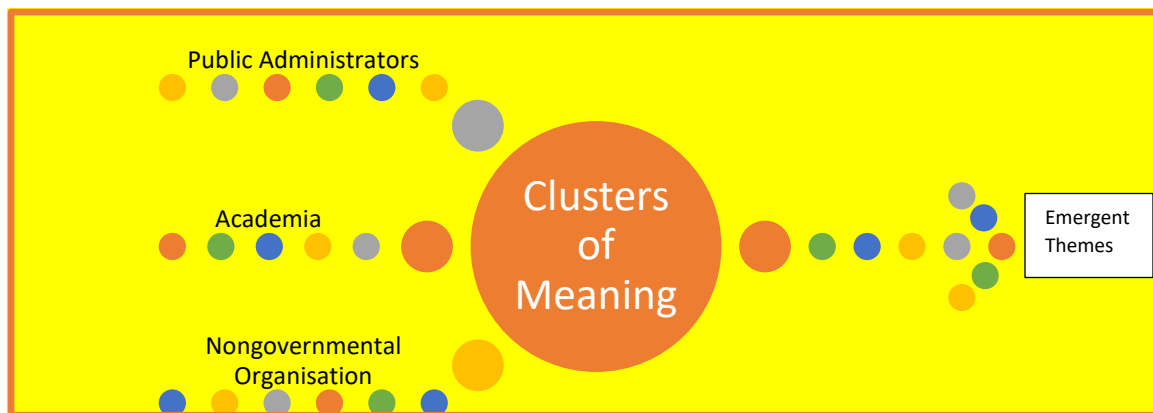 Public Administrators
Academia
Nongovernmental
Organisation
Clusters
of
Meaning
Emergent
Themes